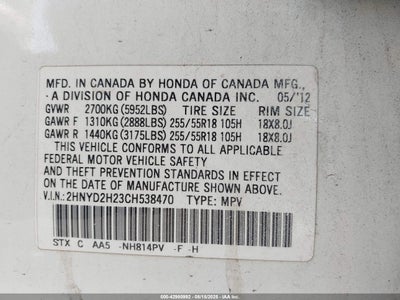 MFD. IN CANADA BY HONDA OF CANADA MFG.,
- A DIVISION OF HONDA CANADA INC. 05/'12
GVWR 2700KG(5952LBS) TIRE SIZE RIM SIZE
GAWR F 1310KG(2888LBS) 255/55R18 105H 18X8.0J
GAWR R 1440KG(3175LBS) 255/55R18 105H 18X8.0J
THIS VEHICLE CONFORMS TO ALL APPLICABLE
FEDERAL MOTOR VEHICLE SAFETY
AND THEFT PREVENTION STANDARDS IN EFFECT
ON THE DATE OF MANUFACTURE SHOWN ABOVE.
V.I.N.:2HNYD2H23CH538470 TYPE: MPV
STX C AA5 -NH814PV -F -H